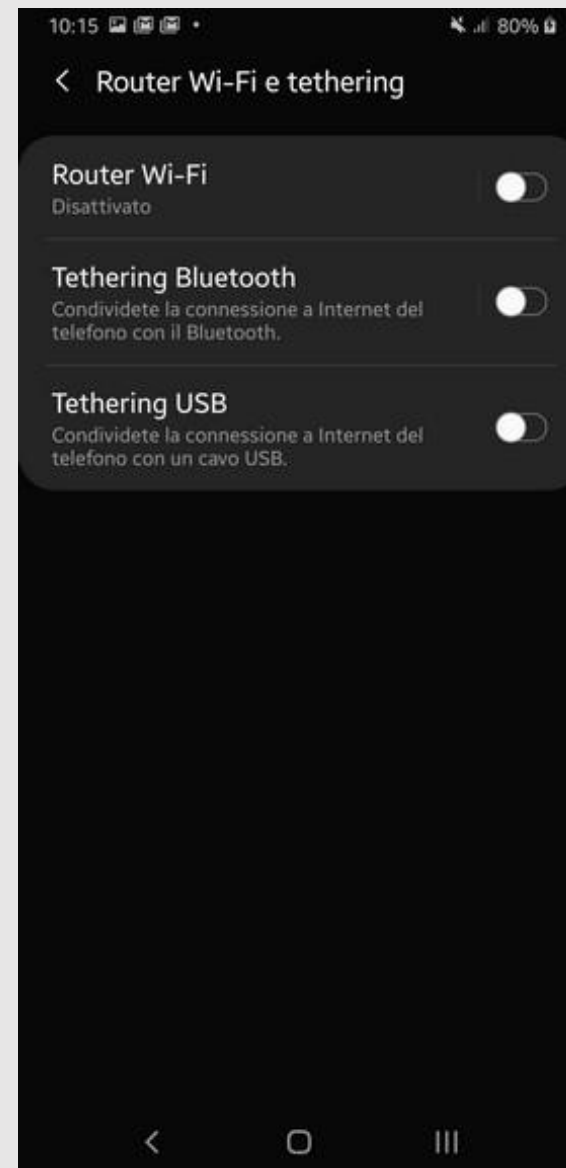 10:15 80%
Router Wi-Fi e tethering
Router Wi-Fi
Disattivato
Tethering Bluetooth
Condividete la connessione a Internet del
telefono con il Bluetooth.
Tethering USB
Condividete la connessione a Internet del
telefono con un cavo USB.